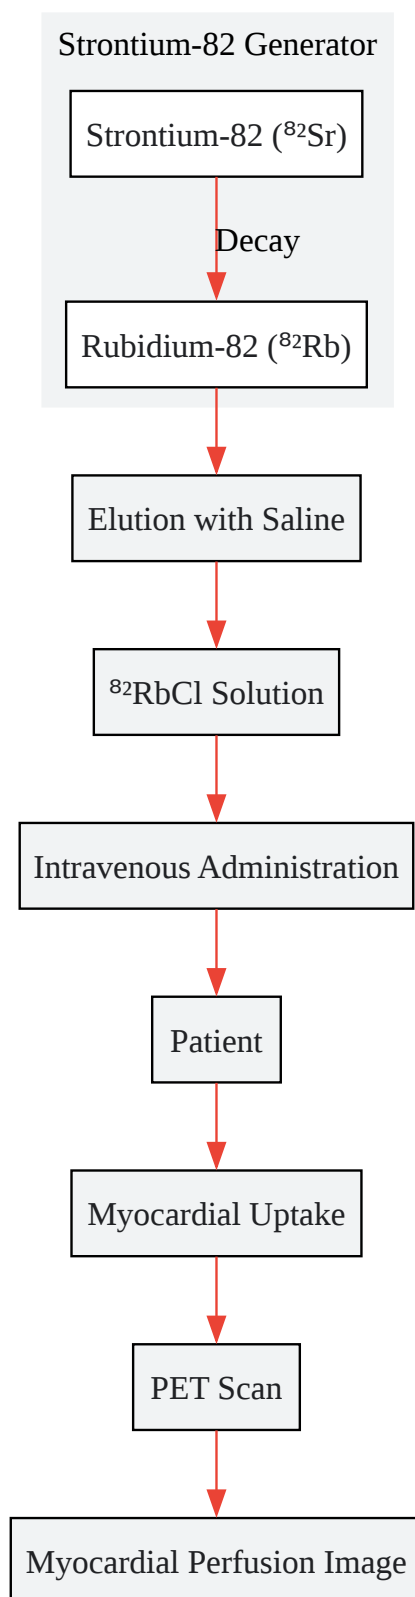 Strontium-82 Generator
Strontium-82 (⁸²Sr)
Decay
Rubidium-82 (⁸²Rb)
Elution with Saline
⁸²RbCl Solution
Intravenous Administration
Patient
Myocardial Uptake
PET Scan
Myocardial Perfusion Image